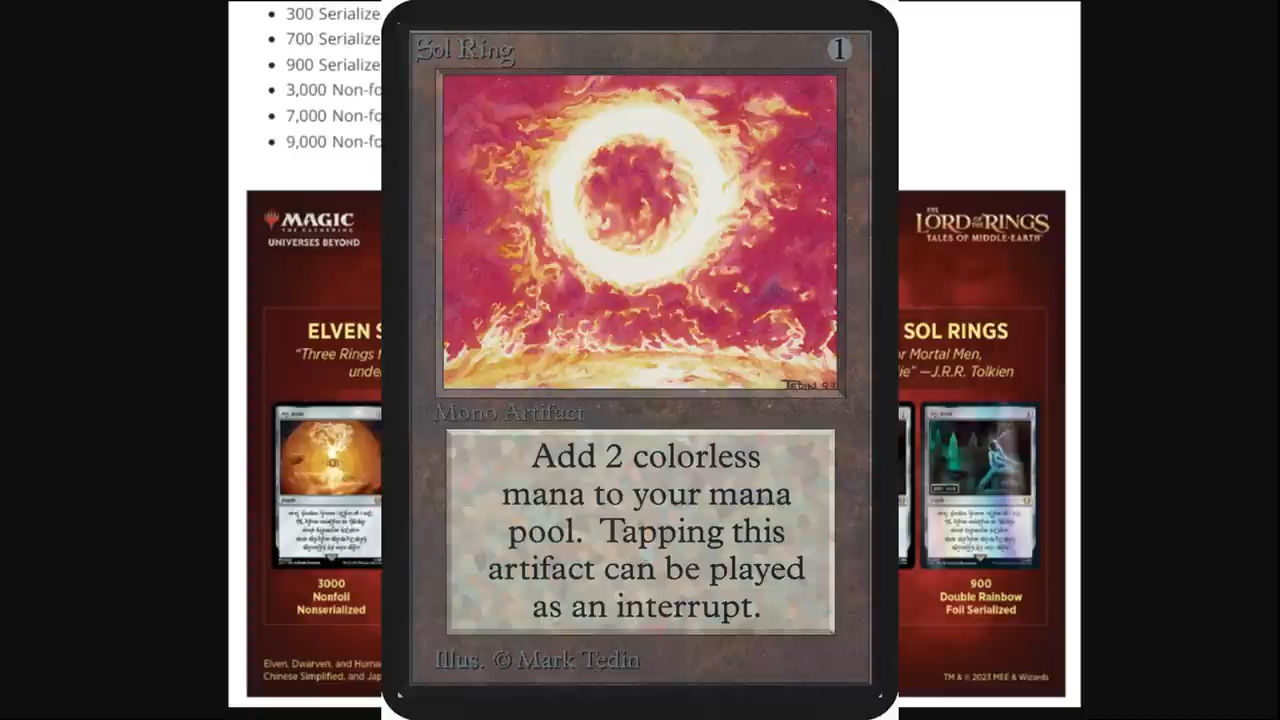 300 Serialize
700 Serialize
900 Serialize
3,000 Non-fo
7,000 Non-fo
9,000 Non-fo
Sol Ring
1
TEDIN 93
Mono Artifact
Add 2 colorless
mana to your mana
pool. Tapping this
artifact can be played
as an interrupt.
Illus. © Mark Tedin
MAGIC
THE GATHERING
UNIVERSES BEYOND
ELVEN S
"Three Rings f
unde
3000
Nonfoil
Nonserialized
Elven, Dwarven, and Huma
Chinese Simplified, and Jap
THE
LORD OF THE RINGS
TALES OF MIDDLE-EARTH
SOL RINGS
or Mortal Men,
die" —J.R.R. Tolkien
900
Double Rainbow
Foil Serialized
TM & © 2023 MEE & Wizards